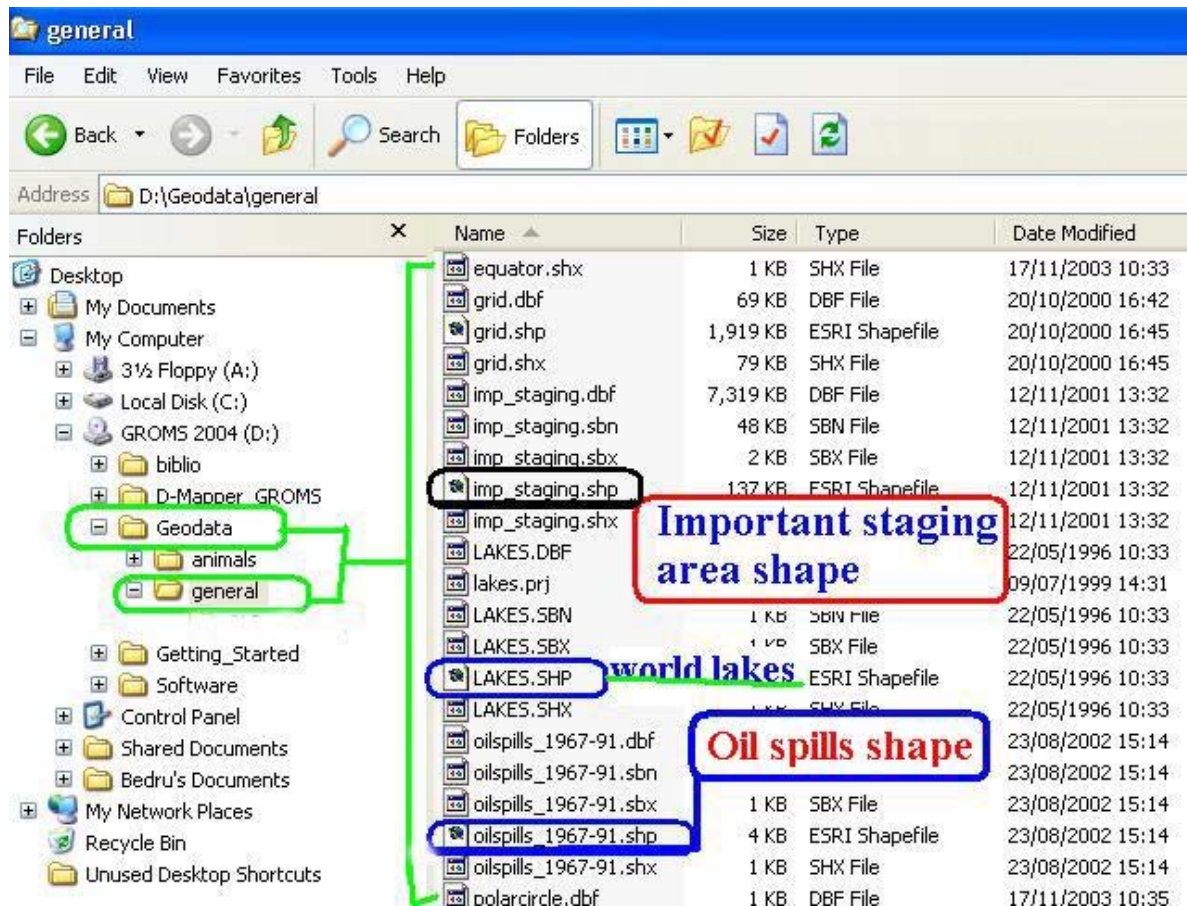 general
File Edit View Favorites Tools Help
Back Search Folders
Address D:\Geodata\general
Folders X Name Size Type Date Modified
Desktop
My Documents
My Computer
3½ Floppy (A:)
Local Disk (C:)
GROMS 2004 (D:)
biblio
D-Mapper_GROMS
Geodata
animals
general
Getting_Started
Software
Control Panel
Shared Documents
Bedru's Documents
My Network Places
Recycle Bin
Unused Desktop Shortcuts
equator.shx 1 KB SHX File 17/11/2003 10:33
grid.dbf 69 KB DBF File 20/10/2000 16:42
grid.shp 1,919 KB ESRI Shapefile 20/10/2000 16:45
grid.shx 79 KB SHX File 20/10/2000 16:45
imp_staging.dbf 7,319 KB DBF File 12/11/2001 13:32
imp_staging.sbn 48 KB SBN File 12/11/2001 13:32
imp_staging.sbx 2 KB SBX File 12/11/2001 13:32
imp_staging.shp 137 KB ESRI Shapefile 12/11/2001 13:32
imp_staging.shx 12/11/2001 13:32
Important staging
area shape
LAKES.DBF 22/05/1996 10:33
lakes.prj 09/07/1999 14:31
LAKES.SBN 1 KB SBN File 22/05/1996 10:33
LAKES.SBX KB SBX File 22/05/1996 10:33
LAKES.SHP world lakes ESRI Shapefile 22/05/1996 10:33
LAKES.SHX 1 KB SHX File 22/05/1996 10:33
oilspills_1967-91.dbf 23/08/2002 15:14
Oil spills shape
oilspills_1967-91.sbn 23/08/2002 15:14
oilspills_1967-91.sbx 1 KB SBX File 23/08/2002 15:14
oilspills_1967-91.shp 4 KB ESRI Shapefile 23/08/2002 15:14
oilspills_1967-91.shx 1 KB SHX File 23/08/2002 15:14
polarcircle.dbf 1 KB DBF File 17/11/2003 10:35